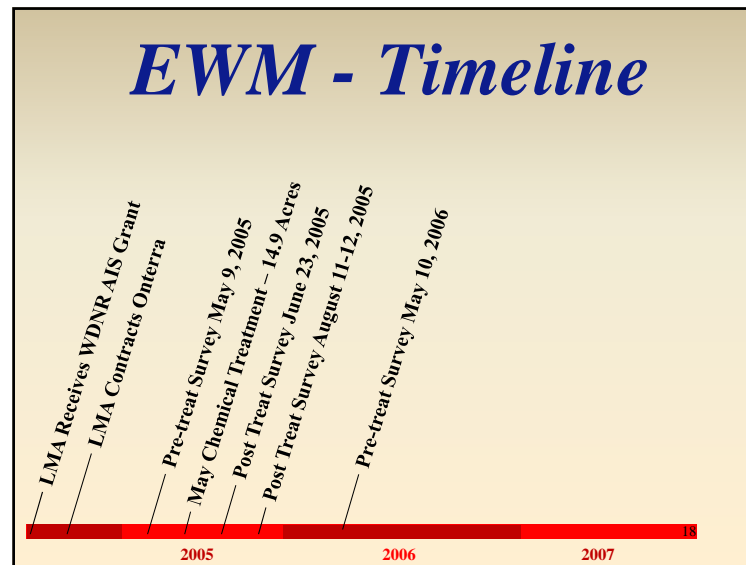 EWM - Timeline
LMA Receives WDNR AIS Grant
LMA Contracts Onterra
Pre-treat Survey May 9, 2005
May Chemical Treatment – 14.9 Acres
Post Treat Survey June 23, 2005
Post Treat Survey August 11-12, 2005
Pre-treat Survey May 10, 2006
18
2005
2006
2007